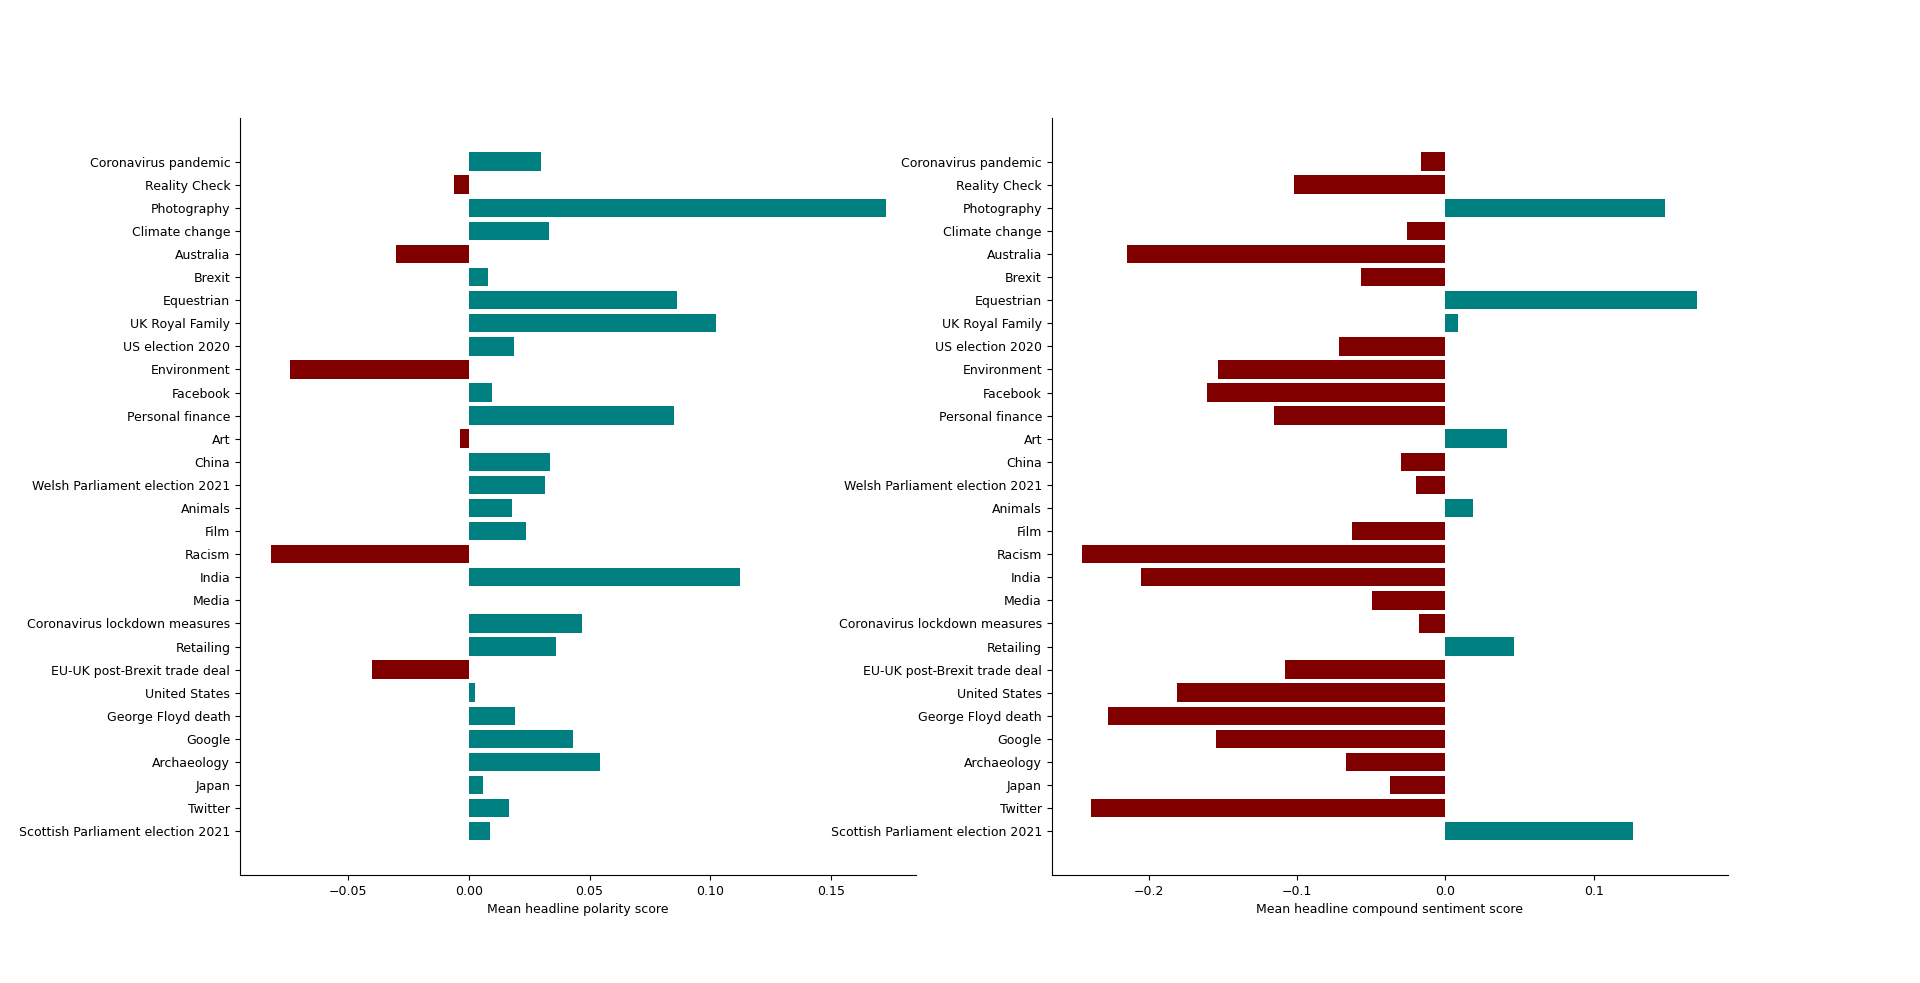 Coronavirus pandemic
Reality Check
Photography
Climate change
Australia
Brexit
Equestrian
UK Royal Family
US election 2020
Environment
Facebook
Personal finance
Art
China
Welsh Parliament election 2021
Animals
Film
Racism
India
Media
Coronavirus lockdown measures
Retailing
EU-UK post-Brexit trade deal
United States
George Floyd death
Google
Archaeology
Japan
Twitter
Scottish Parliament election 2021
−0.05 0.00 0.05 0.10 0.15
Mean headline polarity score
Coronavirus pandemic
Reality Check
Photography
Climate change
Australia
Brexit
Equestrian
UK Royal Family
US election 2020
Environment
Facebook
Personal finance
Art
China
Welsh Parliament election 2021
Animals
Film
Racism
India
Media
Coronavirus lockdown measures
Retailing
EU-UK post-Brexit trade deal
United States
George Floyd death
Google
Archaeology
Japan
Twitter
Scottish Parliament election 2021
−0.2 −0.1 0.0 0.1
Mean headline compound sentiment score